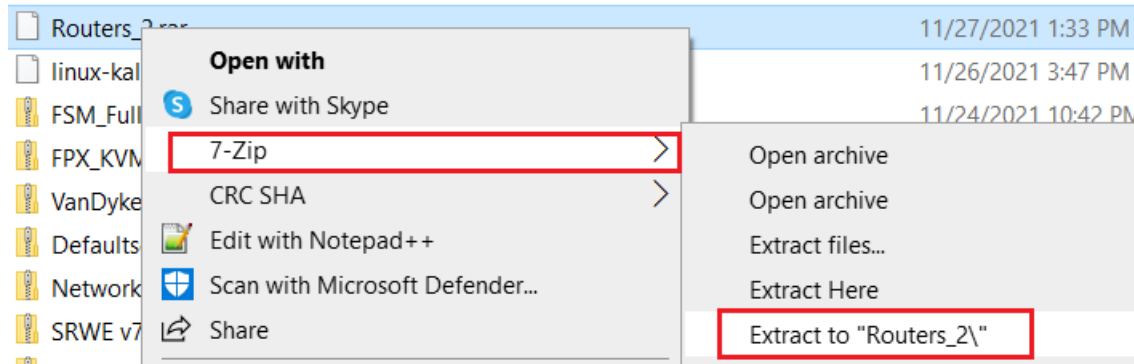 Routers_2.rar 11/27/2021 1:33 PM
linux-kal 11/26/2021 3:47 PM
FSM_Full 11/24/2021 10:42 PM
FPX_KVM
VanDyke
Defaults
Network
SRWE v7
Open with
Share with Skype
7-Zip
CRC SHA
Edit with Notepad++
Scan with Microsoft Defender...
Share
Open archive
Open archive
Extract files...
Extract Here
Extract to "Routers_2\"